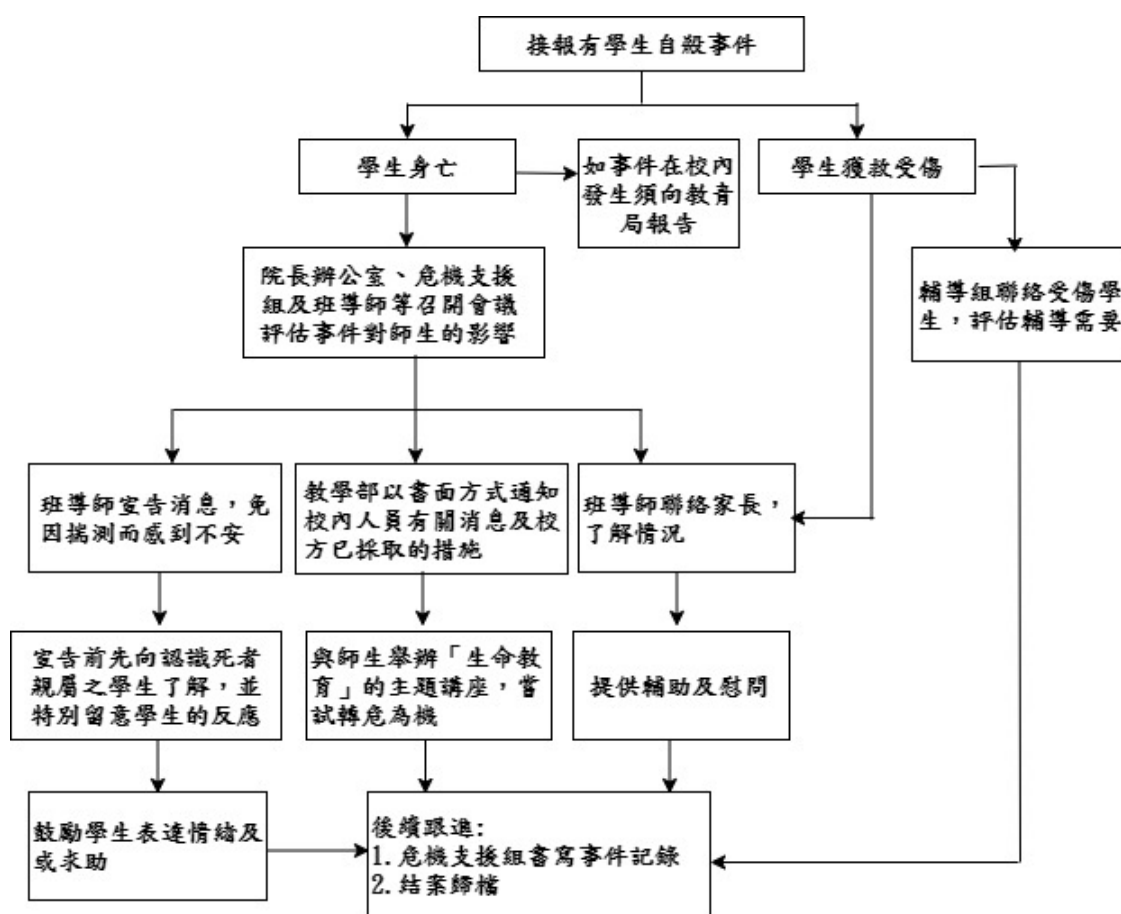 接報有學生自殺事件
學生身亡
如事件在校內
發生須向教育
局報告
學生獲救受傷
院長辦公室、危機支援
組及班導師等召開會議
評估事件對師生的影響
輔導組聯絡受傷學
生，評估輔導需要
班導師宣告消息，免
因揣測而感到不安
教學部以書面方式通知
校內人員有關消息及校
方已採取的措施
班導師聯絡家長，
了解情況
宣告前先向認識死者
親屬之學生了解，並
特別留意學生的反應
與師生舉辦「生命教
育」的主題講座，嘗
試轉危為機
提供輔助及慰問
鼓勵學生表達情緒及
或求助
後續跟進:
1.危機支援組書寫事件記錄
2.结案歸檔